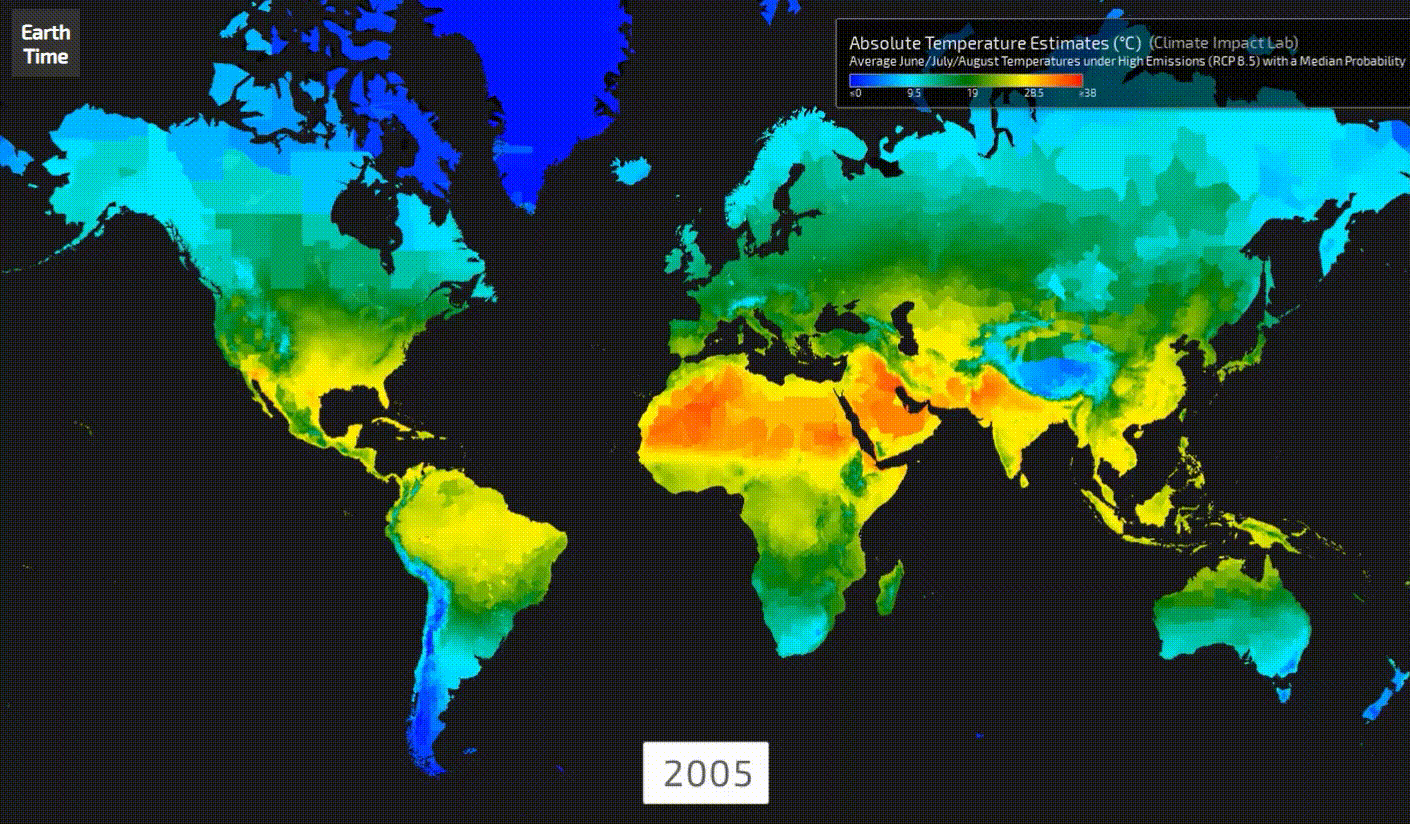 Earth
Time
Absolute Temperature Estimates (°C) (Climate Impact Lab)
Average June/July/August Temperatures under High Emissions (RCP 8.5) with a Median Probability
≤0 9.5 19 28.5 ≥38
2005